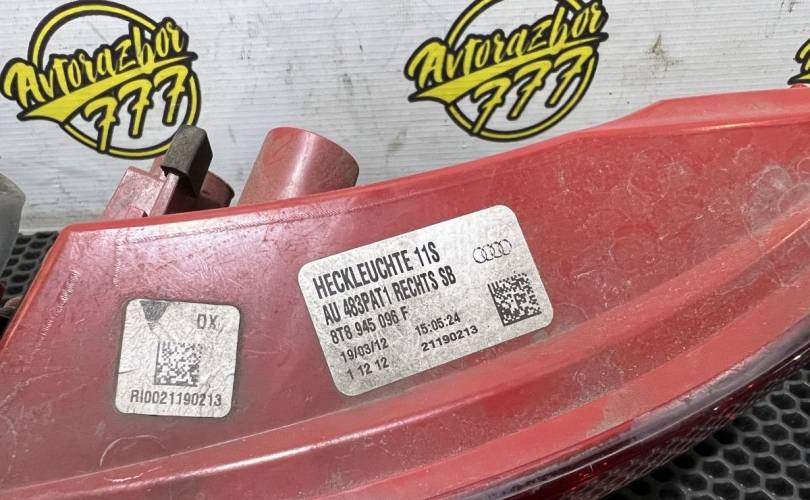 Avtorazbor
777
Avtorazbor
777
HECKLEUCHTE 11S
AU 483PAT1 RECHTS SB
8T8 945 096 F
19/03/12 15:05:24
1 12 12 21190213
DX
RI0021190213